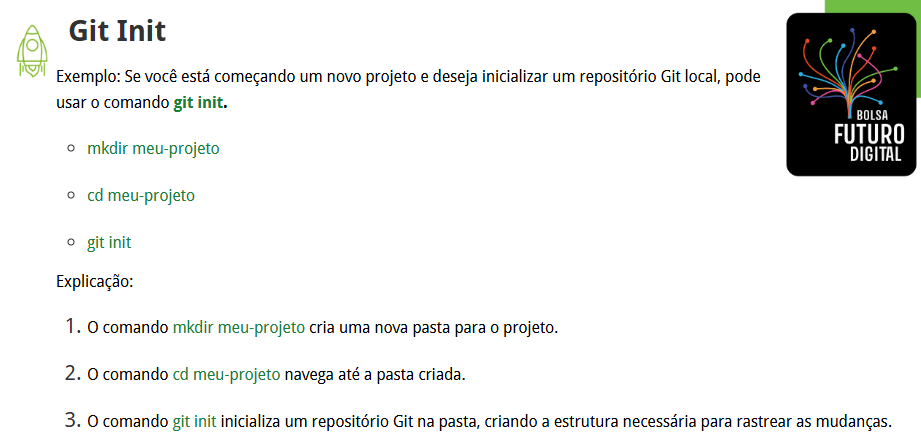 Git Init
Exemplo: Se você está começando um novo projeto e deseja inicializar um repositório Git local, pode
usar o comando git init.
mkdir meu-projeto
cd meu-projeto
git init
Explicação:
1. O comando mkdir meu-projeto cria uma nova pasta para o projeto.
2. O comando cd meu-projeto navega até a pasta criada.
3. O comando git init inicializa um repositório Git na pasta, criando a estrutura necessária para rastrear as mudanças.
BOLSA
FUTURO
DIGITAL